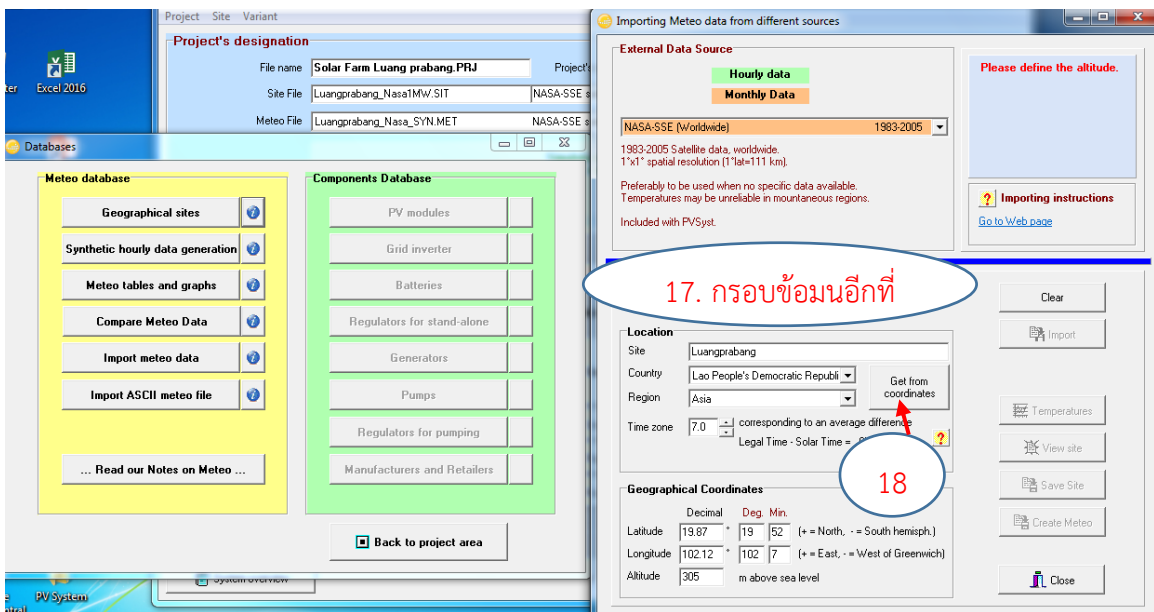 Project Site Variant
Project's designation
File name Solar Farm Luang prabang.PRJ Project's
Site File Luangprabang_Nasa1MW.SIT NASA-SSE s
Meteo File Luangprabang_Nasa_SYN.MET NASA-SSE s
Excel 2016
Databases
Meteo database
Geographical sites
Synthetic hourly data generation
Meteo tables and graphs
Compare Meteo Data
Import meteo data
Import ASCII meteo file
... Read our Notes on Meteo ...
Components Database
PV modules
Grid inverter
Batteries
Regulators for stand-alone
Generators
Pumps
Regulators for pumping
Manufacturers and Retailers
Back to project area
System overview
PV System
Importing Meteo data from different sources
External Data Source
Hourly data
Monthly Data
NASA-SSE (Worldwide) 1983-2005
1983-2005 Satellite data, worldwide.
1°x1° spatial resolution (1°lat=111 km).
Preferably to be used when no specific data available.
Temperatures may be unreliable in mountaneous regions.
Included with PVSyst.
Please define the altitude.
? Importing instructions
Go to Web page
17. กรอบข้อมนอีกที่
Location
Site Luangprabang
Country Lao People's Democratic Republi
Region Asia
Get from
coordinates
Time zone 7.0 corresponding to an average difference
Legal Time - Solar Time =
?
18
Geographical Coordinates
Decimal Deg. Min.
Latitude 19.87 ° 19 52 (+ = North, - = South hemisph.)
Longitude 102.12 ° 102 7 (+ = East, - = West of Greenwich)
Altitude 305 m above sea level
Clear
Import
Temperatures
View site
Save Site
Create Meteo
Close